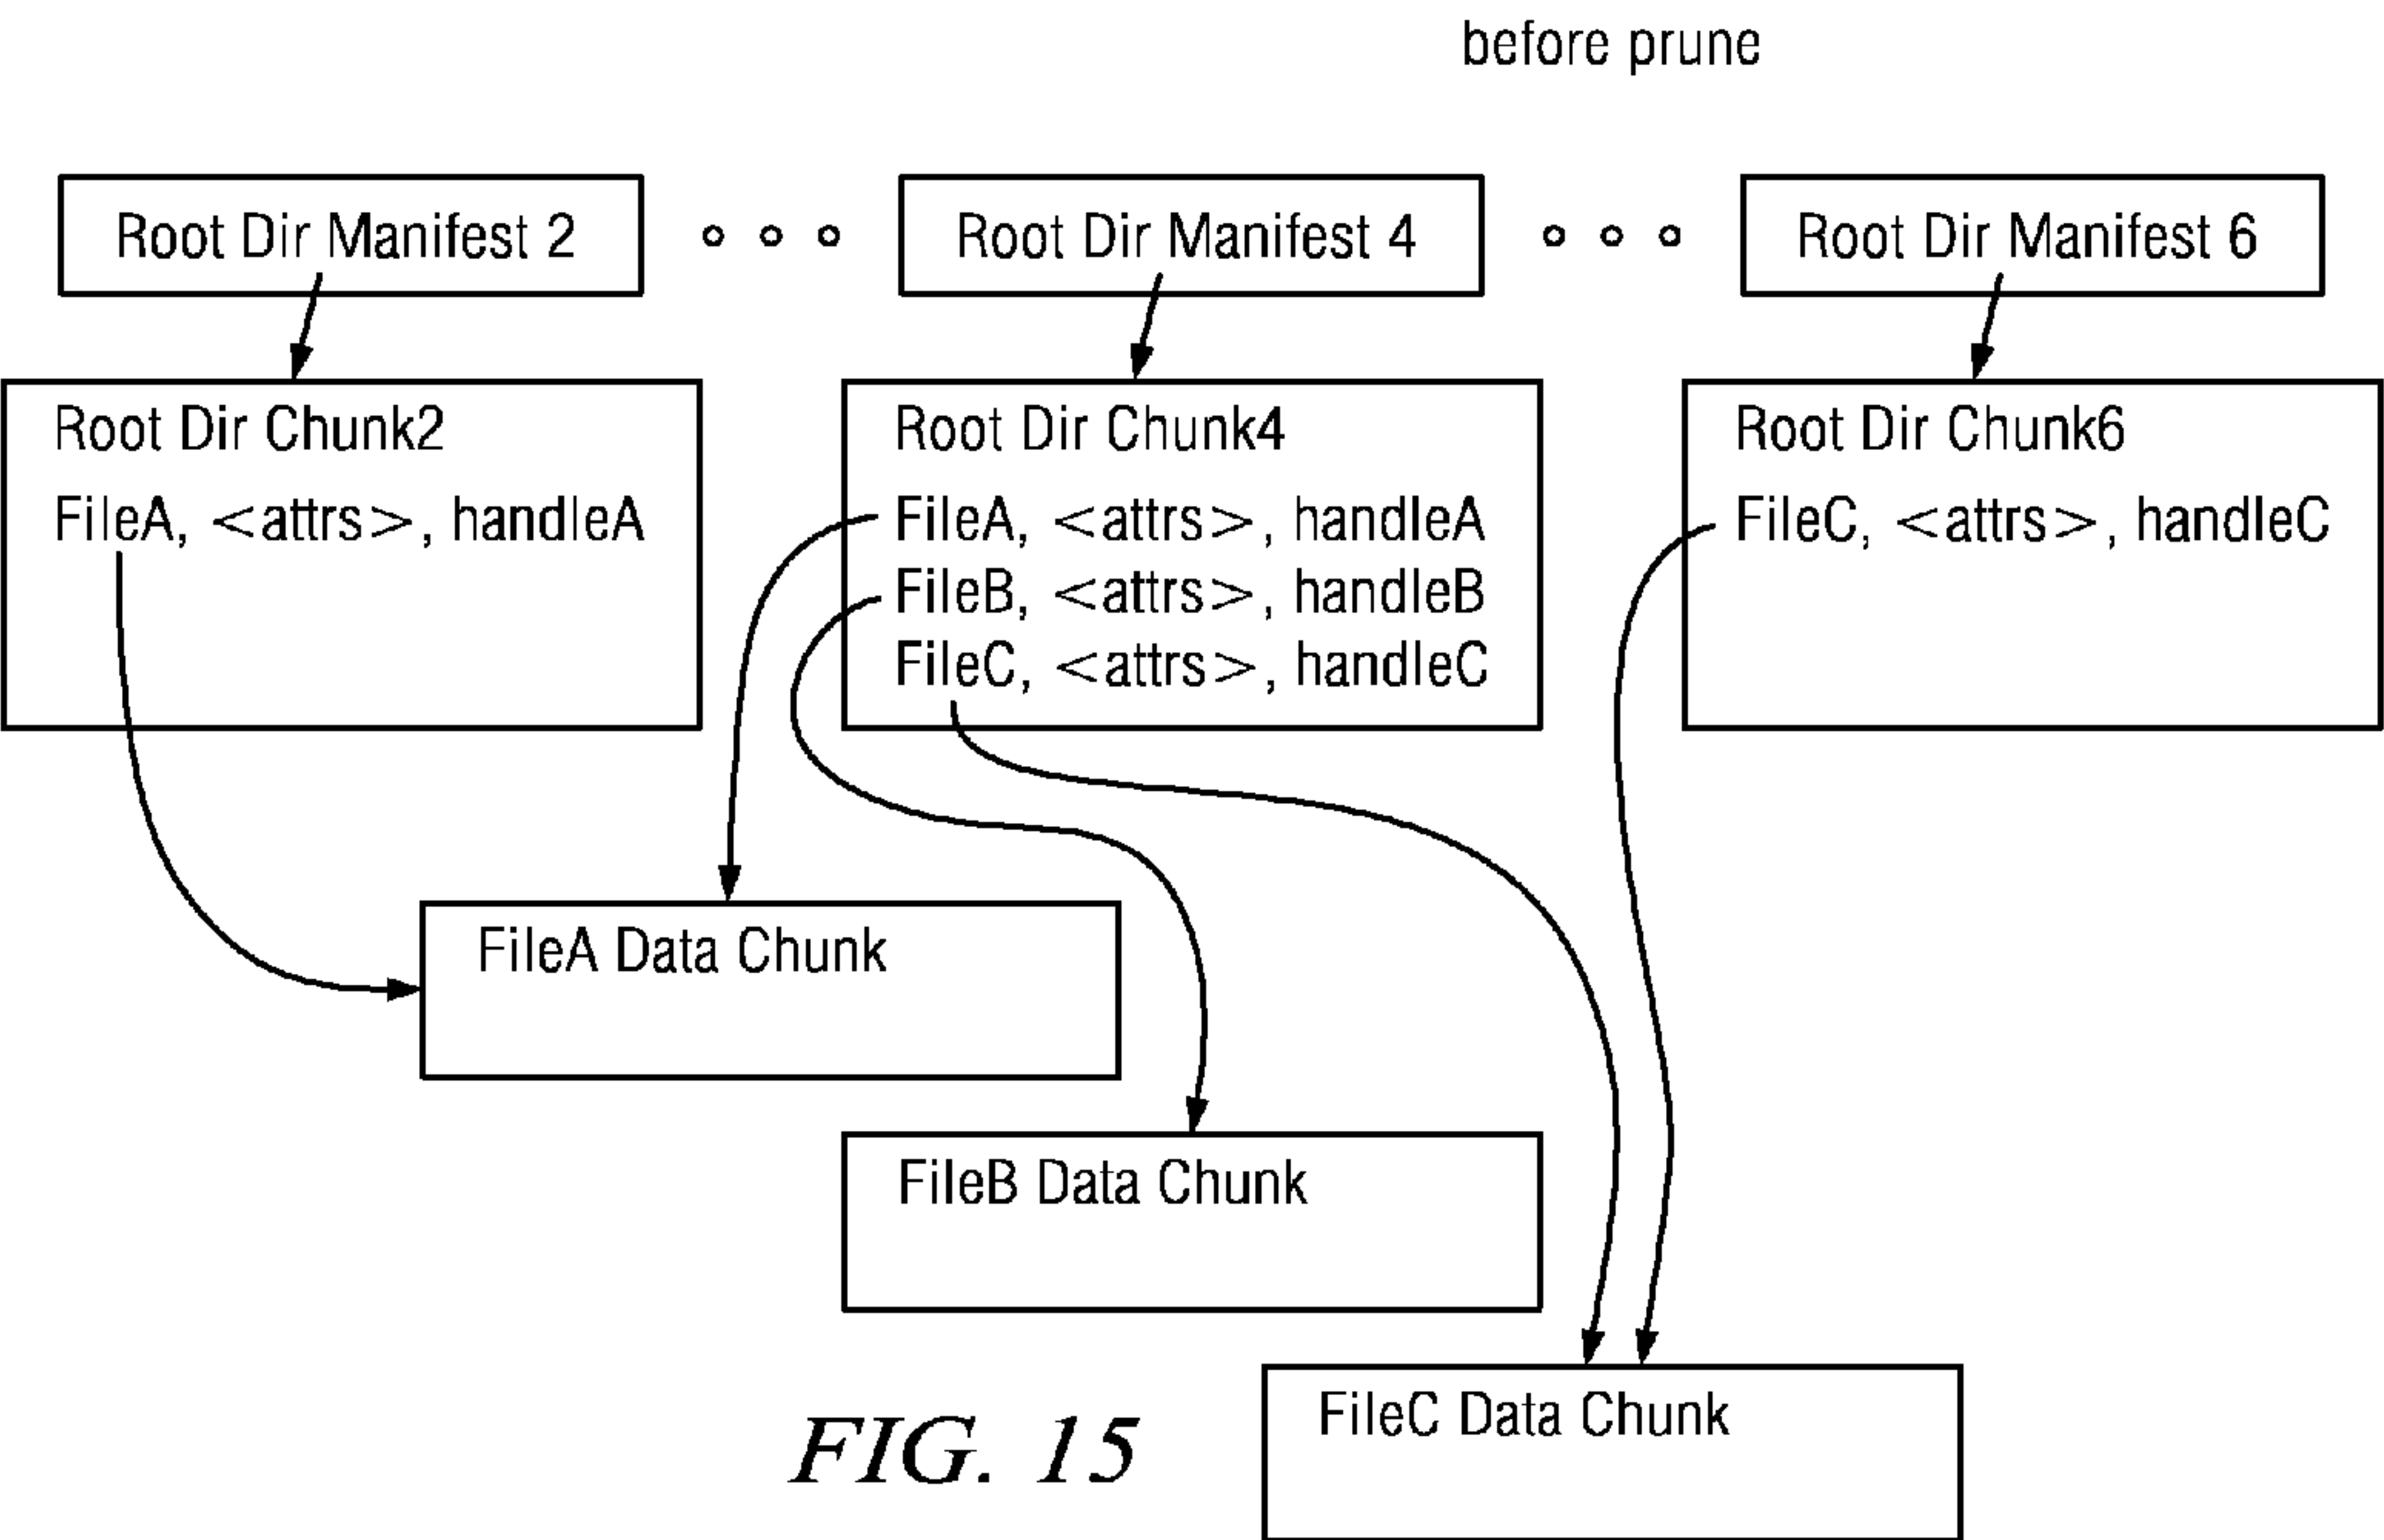 before prune
Root Dir Manifest 2
Root Dir Manifest 4
Root Dir Manifest 6
Root Dir Chunk2
FileA, <attrs>, handleA
Root Dir Chunk4
FileA, <attrs>, handleA
FileB, <attrs>, handleB
FileC, <attrs>, handleC
Root Dir Chunk6
FileC, <attrs>, handleC
FileA Data Chunk
FileB Data Chunk
FileC Data Chunk
FIG. 15